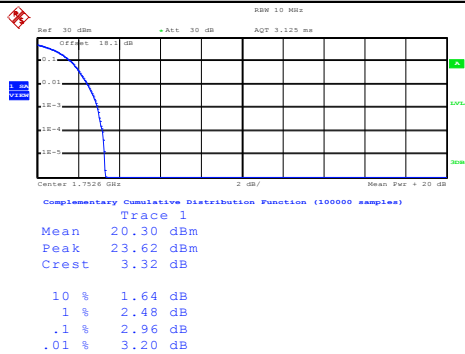 RBW 10 MHz
Ref 30 dBm Att 30 dB AQT 3.125 ms
Offset 18.1 dB
0.1
0.01
1E-3
1E-4
1E-5
1 SA
VIEW
A
LVL
3DB
Center 1.7526 GHz 2 dB/ Mean Pwr + 20 dB
Complementary Cumulative Distribution Function (100000 samples)
Trace 1
Mean 20.30 dBm
Peak 23.62 dBm
Crest 3.32 dB
10 % 1.64 dB
1 % 2.48 dB
.1 % 2.96 dB
.01 % 3.20 dB